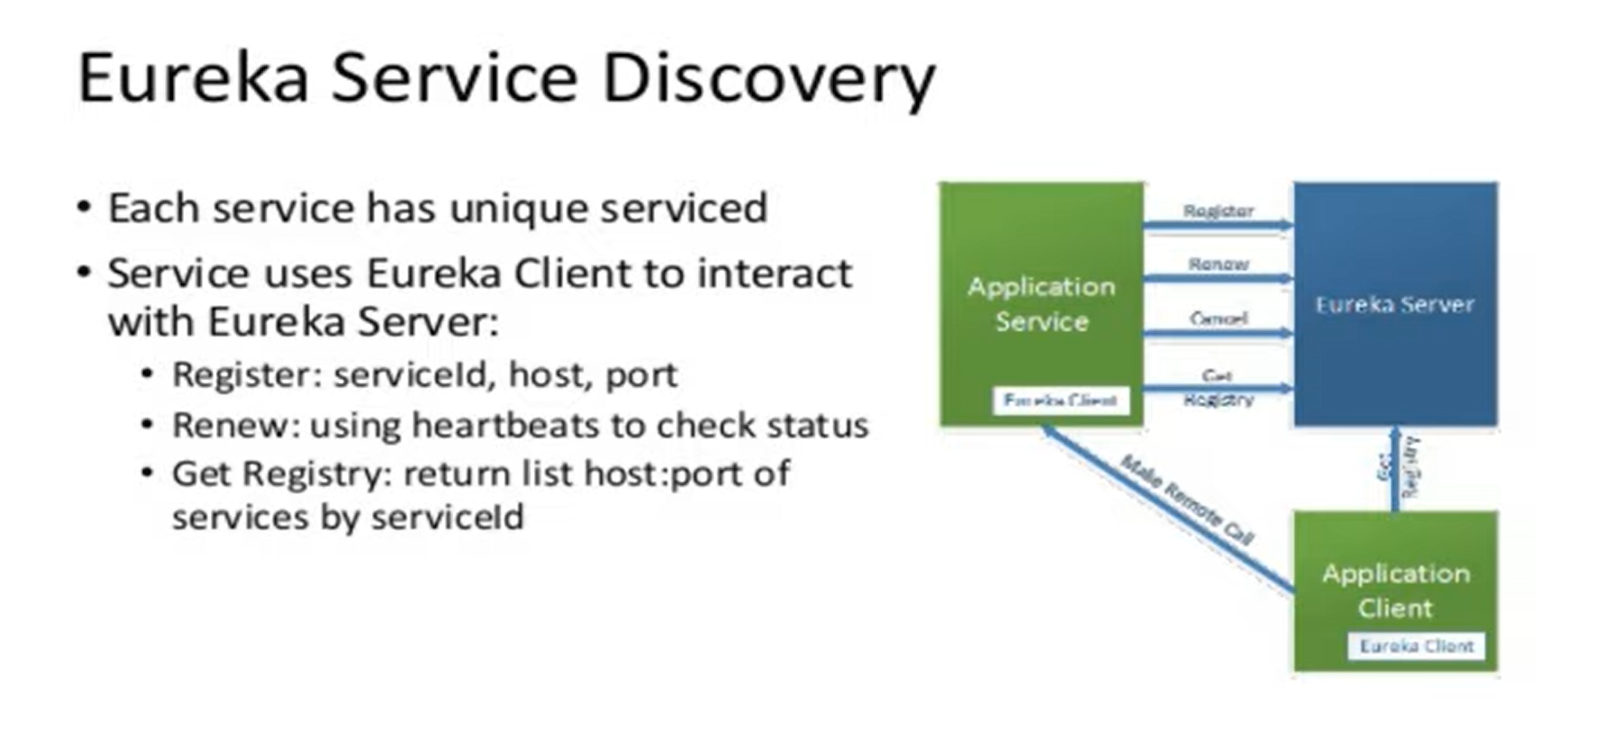 Eureka Service Discovery
• Each service has unique serviced
• Service uses Eureka Client to interact
with Eureka Server:
• Register: serviceId, host, port
• Renew: using heartbeats to check status
• Get Registry: return list host:port of
services by serviceId
Application
Service
Eureka Client
Register
Renew
Cancel
Get
Registry
Eureka Server
Make Remote Call
Get
Registry
Application
Client
Eureka Client